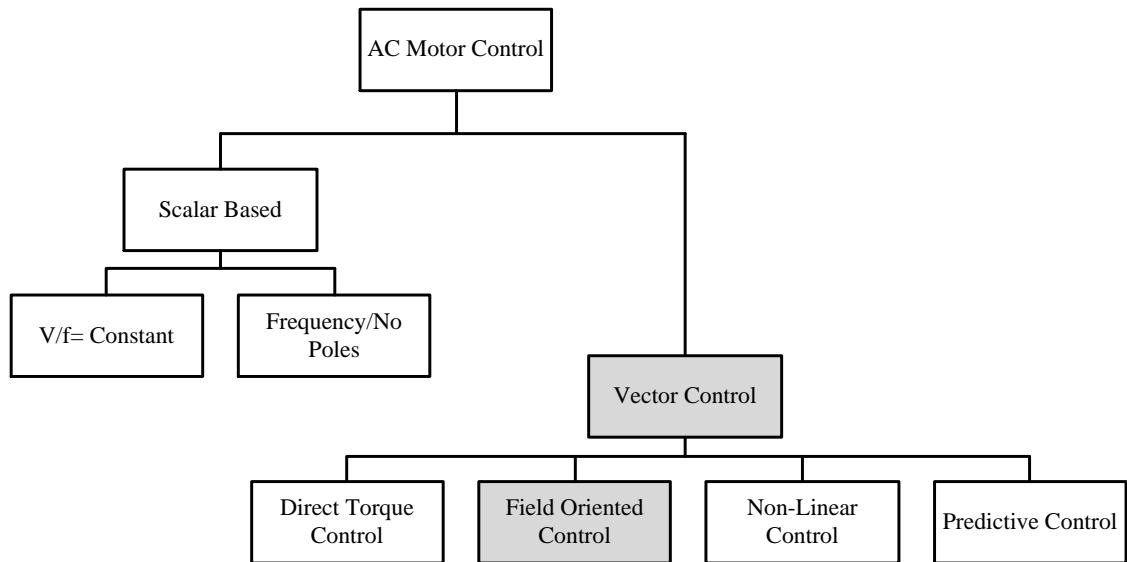 AC Motor Control
Scalar Based
V/f= Constant
Frequency/No
Poles
Vector Control
Direct Torque
Control
Field Oriented
Control
Non-Linear
Control
Predictive Control